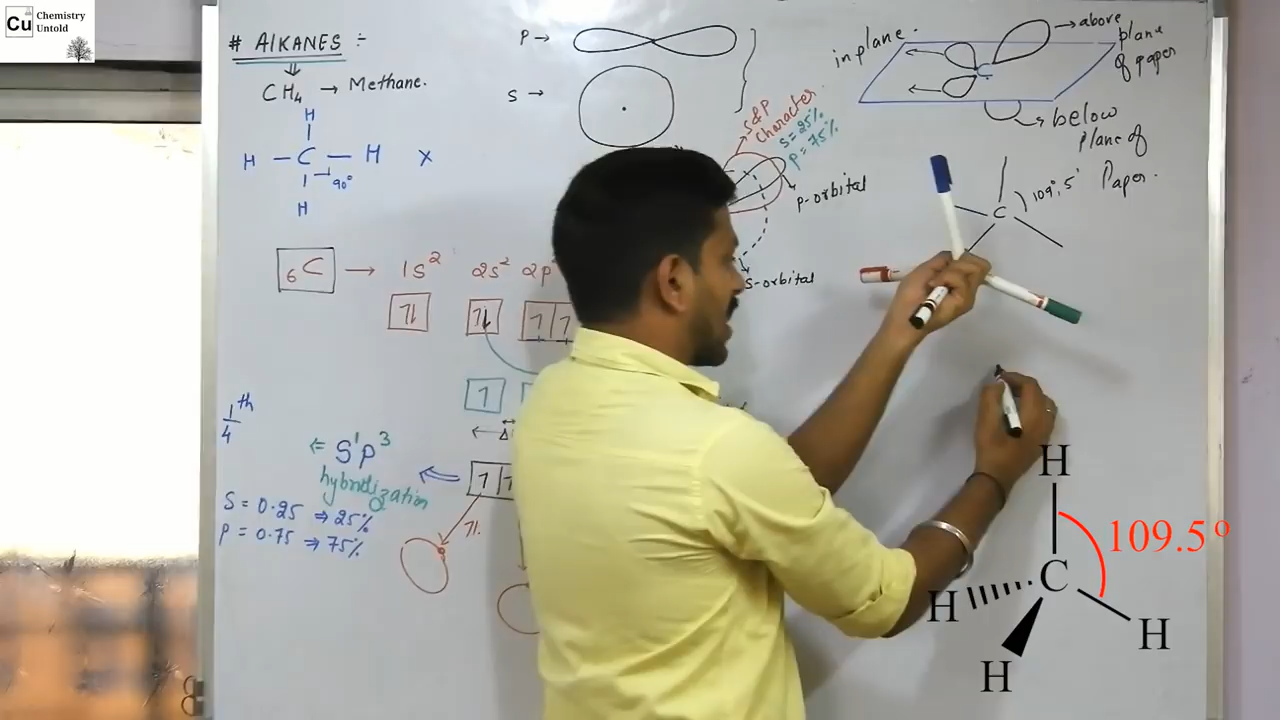 Cu Chemistry
Untold
# AlKANES :-
CH4 → Methane.
H
H - C - H x
90°
H
P →
S →
S & P
Character
S = 25%
P = 75%
p-orbital
S-orbital
in plane.
→ above
plane
of paper
C
→ below
Plane of
Paper.
C
109°,5'
6C → 1s² 2s² 2p
1/4 th
⇐ S¹p³
hybridization
S = 0.25 ⇒ 25%
P = 0.75 ⇒ 75%
H
109.5°
C
H
H
H